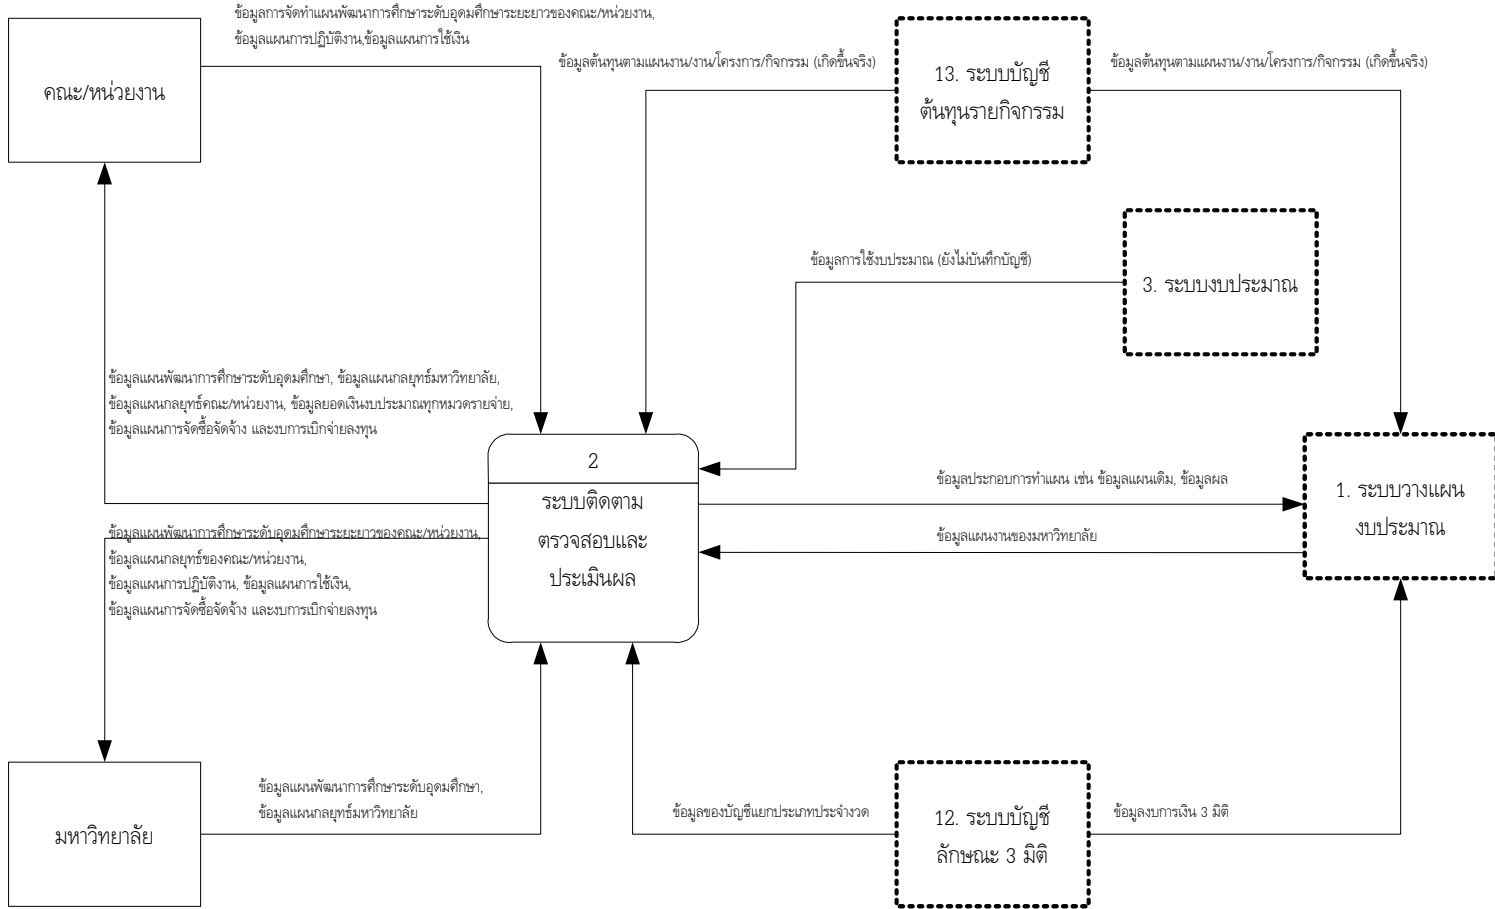 ข้อมูลการจัดทำแผนพัฒนาการศึกษาระดับอุดมศึกษาระยะยาวของคณะ/หน่วยงาน,
ข้อมูลแผนการปฏิบัติงาน,ข้อมูลแผนการใช้เงิน
คณะ/หน่วยงาน
ข้อมูลต้นทุนตามแผนงาน/งาน/โครงการ/กิจกรรม (เกิดขึ้นจริง)
13. ระบบบัญชี
ต้นทุนรายกิจกรรม
ข้อมูลต้นทุนตามแผนงาน/งาน/โครงการ/กิจกรรม (เกิดขึ้นจริง)
ข้อมูลการใช้งบประมาณ (ยังไม่บันทึกบัญชี)
3. ระบบงบประมาณ
ข้อมูลแผนพัฒนาการศึกษาระดับอุดมศึกษา, ข้อมูลแผนกลยุทธ์มหาวิทยาลัย,
ข้อมูลแผนกลยุทธ์คณะ/หน่วยงาน, ข้อมูลยอดเงินงบประมาณทุกหมวดรายจ่าย,
ข้อมูลแผนการจัดซื้อจัดจ้าง และงบการเบิกจ่ายลงทุน
2
ระบบติดตาม
ตรวจสอบและ
ประเมินผล
ข้อมูลประกอบการทำแผน เช่น ข้อมูลแผนเดิม, ข้อมูลผล
ข้อมูลแผนงานของมหาวิทยาลัย
1. ระบบวางแผน
งบประมาณ
ข้อมูลแผนพัฒนาการศึกษาระดับอุดมศึกษาระยะยาวของคณะ/หน่วยงาน,
ข้อมูลแผนกลยุทธ์ของคณะ/หน่วยงาน,
ข้อมูลแผนการปฏิบัติงาน, ข้อมูลแผนการใช้เงิน,
ข้อมูลแผนการจัดซื้อจัดจ้าง และงบการเบิกจ่ายลงทุน
มหาวิทยาลัย
ข้อมูลแผนพัฒนาการศึกษาระดับอุดมศึกษา,
ข้อมูลแผนกลยุทธ์มหาวิทยาลัย
ข้อมูลของบัญชีแยกประเภทประจำงวด
12. ระบบบัญชี
ลักษณะ 3 มิติ
ข้อมูลงบการเงิน 3 มิติ